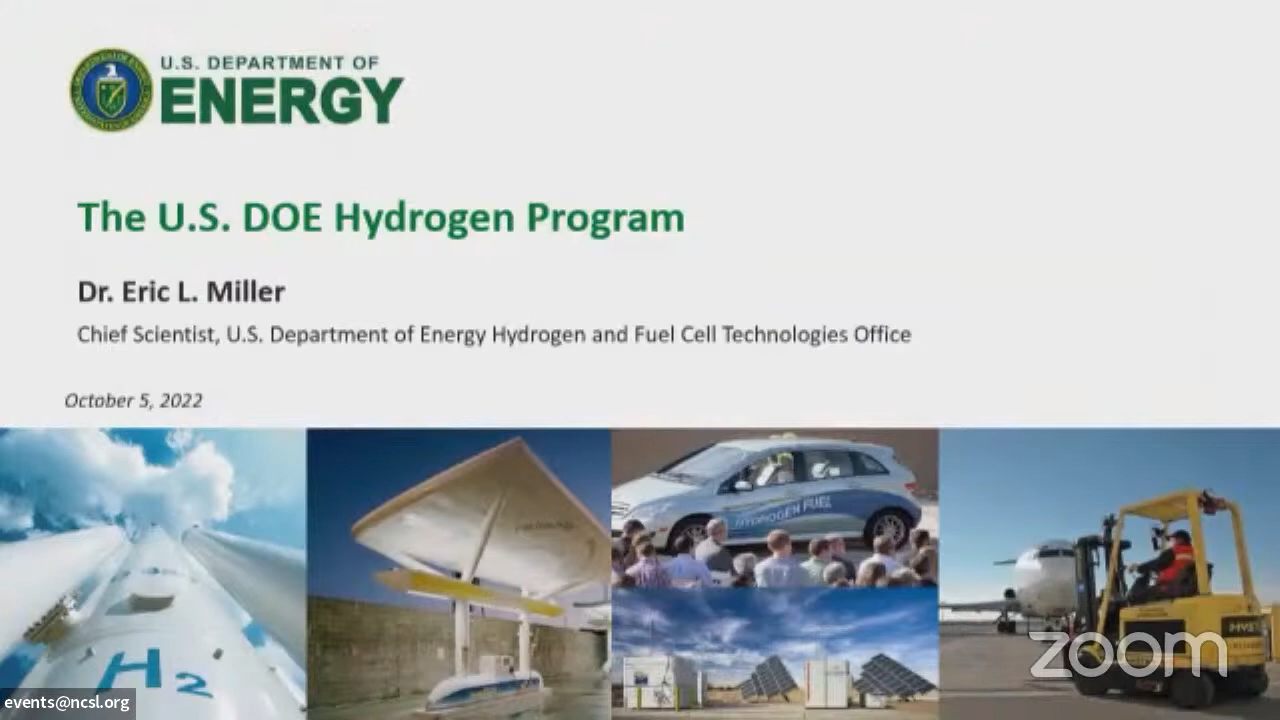 U.S. DEPARTMENT OF
ENERGY
The U.S. DOE Hydrogen Program
Dr. Eric L. Miller
Chief Scientist, U.S. Department of Energy Hydrogen and Fuel Cell Technologies Office
October 5, 2022
HYDROGEN FUEL
H2
zoom
events@ncsl.org